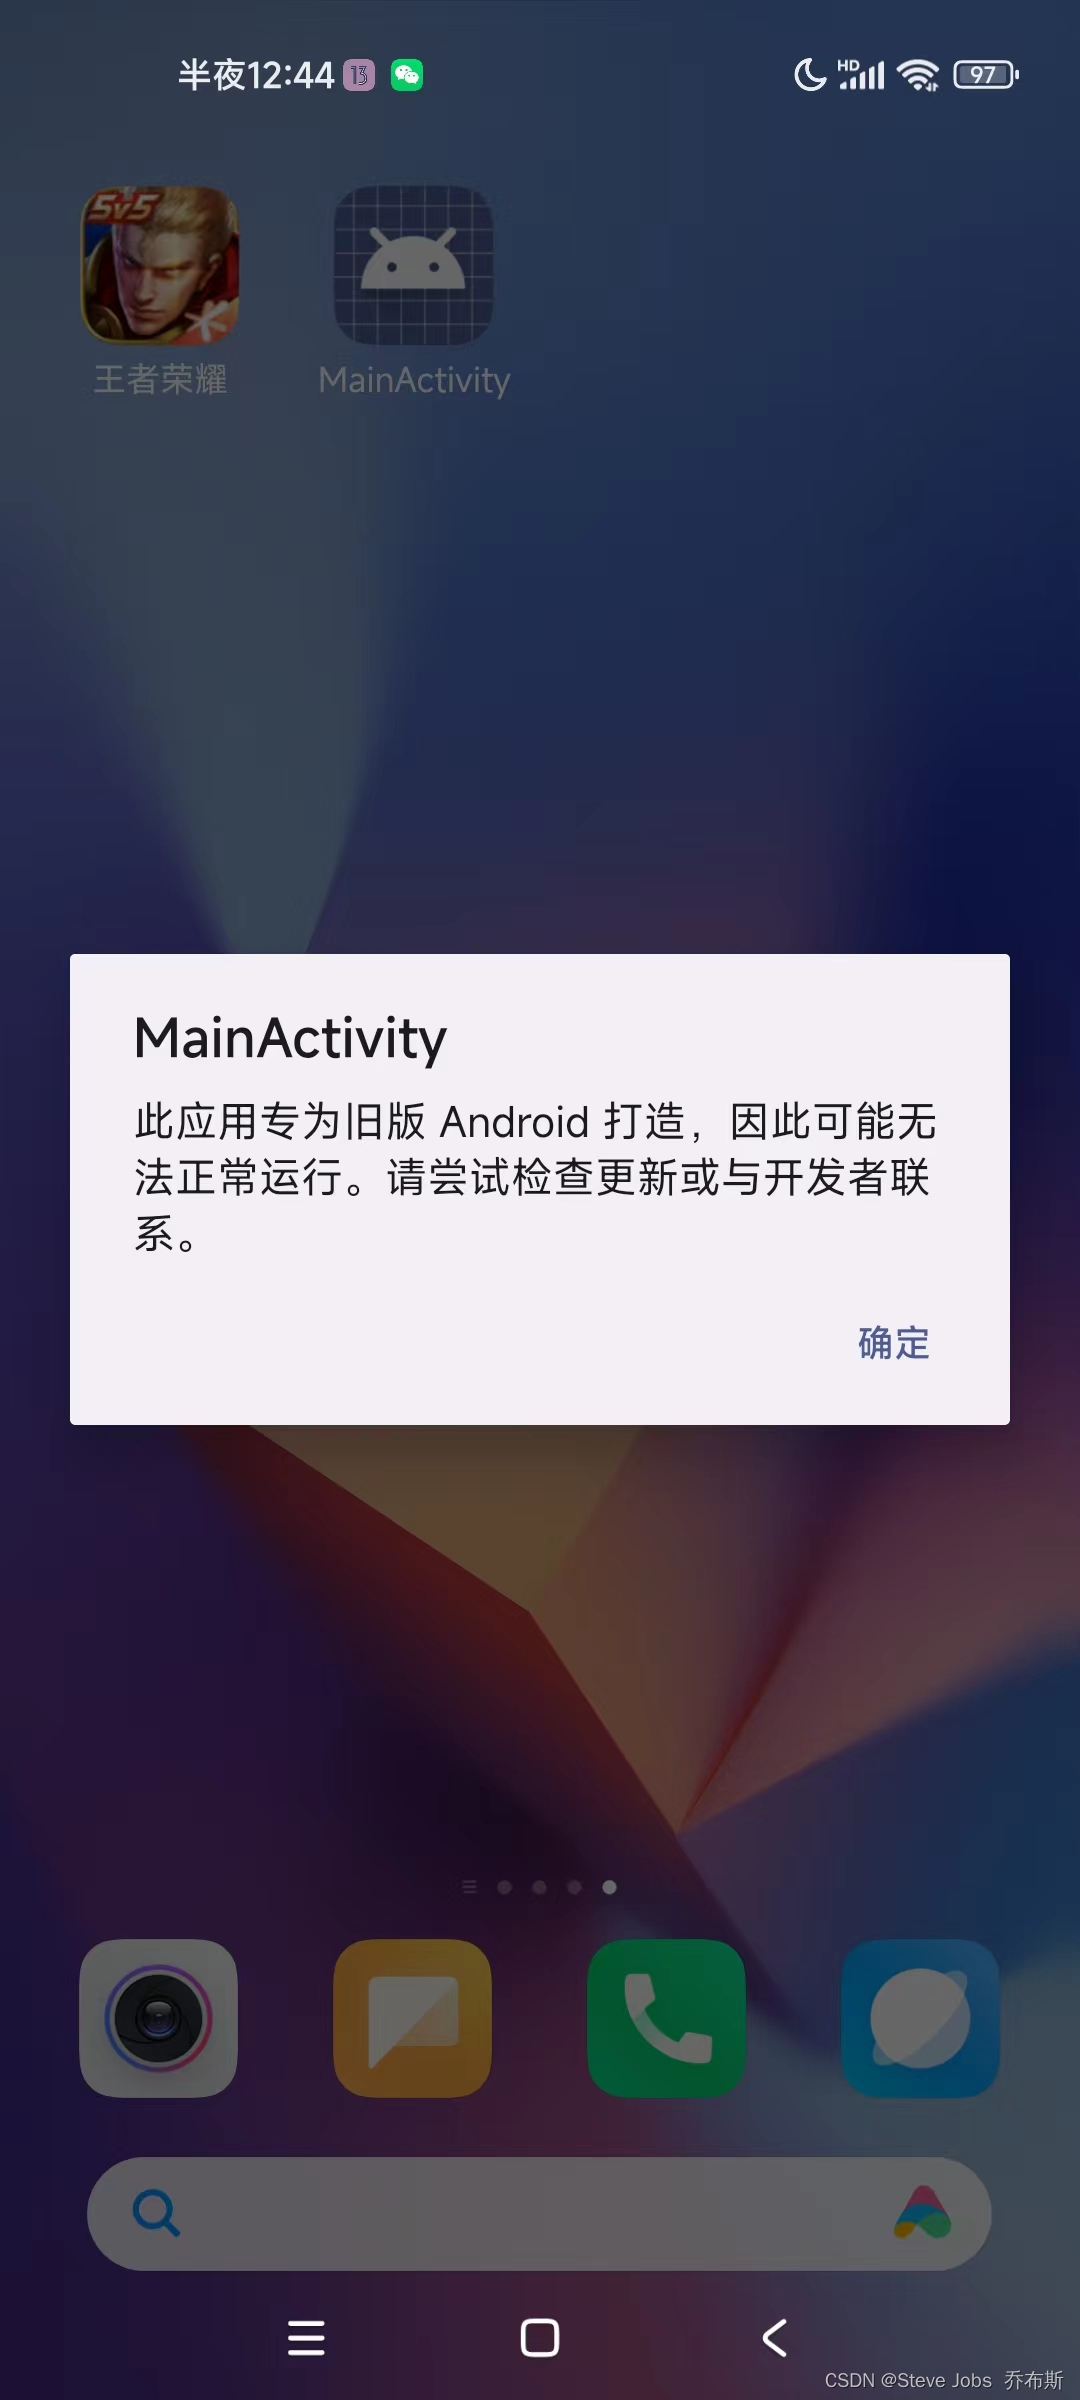 半夜12:44 13
HD 97
5v5
王者荣耀
MainActivity
MainActivity
此应用专为旧版 Android 打造，因此可能无
法正常运行。请尝试检查更新或与开发者联
系。
确定
CSDN @Steve Jobs 乔布斯